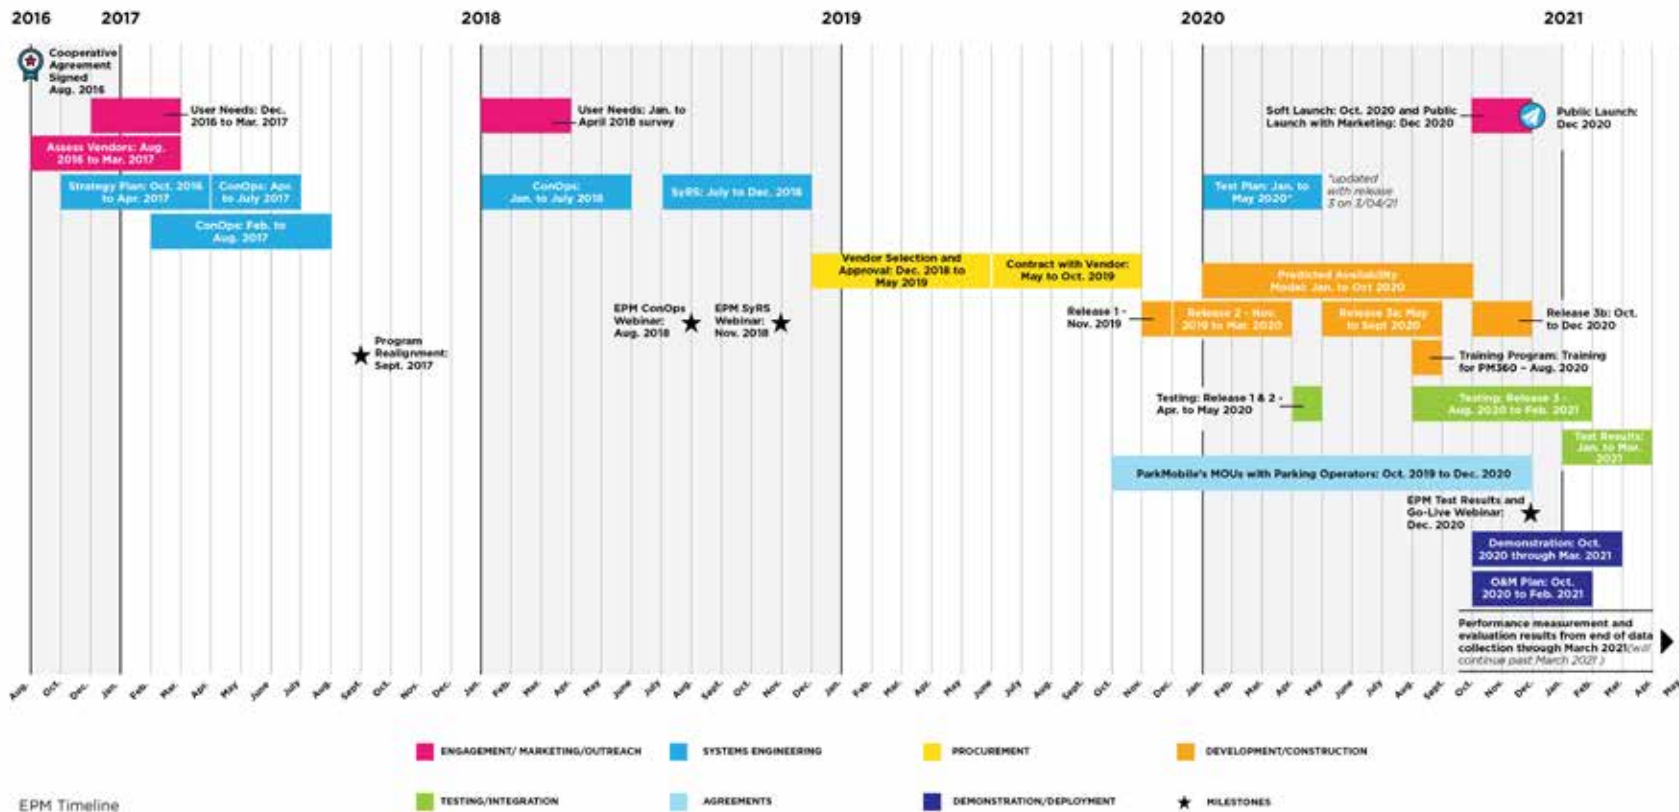 2016 2017 2018 2019 2020 2021
Cooperative
Agreement
Signed
Aug. 2016
User Needs: Dec.
2016 to Mar. 2017
User Needs: Jan. to
April 2018 survey
Soft Launch: Oct. 2020 and Public
Launch with Marketing: Dec 2020
Public Launch:
Dec 2020
Assess Vendors: Aug.
2016 to Mar. 2017
Strategy Plan: Oct. 2016
to Apr. 2017
ConOps: Apr.
to July 2017
ConOps:
Jan. to July 2018
SyRS: July to Dec. 2018
Test Plan: Jan. to
May 2020*
*updated
with release
3 on 3/04/21
ConOps: Feb. to
Aug. 2017
Vendor Selection and
Approval: Dec. 2018 to
May 2019
Contract with Vendor:
May to Oct. 2019
Predicted Availability
Model: Jan. to Oct 2020
EPM ConOps
Webinar:
Aug. 2018
EPM SyRS
Webinar:
Nov. 2018
Release 1 -
Nov. 2019
Release 2 - Nov.
2019 to Mar. 2020
Release 3a: May
to Sept 2020
Release 3b: Oct.
to Dec 2020
Program
Realignment:
Sept. 2017
Training Program: Training
for PM360 – Aug. 2020
Testing: Release 1 & 2 -
Apr. to May 2020
Testing: Release 3 -
Aug. 2020 to Feb. 2021
Test Results:
Jan. to Mar.
2021
ParkMobile's MOUs with Parking Operators: Oct. 2019 to Dec. 2020
EPM Test Results and
Go-Live Webinar:
Dec. 2020
Demonstration: Oct.
2020 through Mar. 2021
O&M Plan: Oct.
2020 to Feb. 2021
Performance measurement and
evaluation results from end of data
collection through March 2021(will
continue past March 2021 )
Aug. Oct. Dec. Jan. Feb. Mar. Apr. May June July Aug. Sept. Oct. Nov. Dec. Jan. Feb. Mar. Apr. May June July Aug. Sept. Oct. Nov. Dec. Jan. Feb. Mar. Apr. May June July Aug. Sept. Oct. Nov. Dec. Jan. Feb. Mar. Apr. May June July Aug. Sept. Oct. Nov. Dec. Jan. Feb. Mar. Apr. May
ENGAGEMENT/ MARKETING/OUTREACH
SYSTEMS ENGINEERING
PROCUREMENT
DEVELOPMENT/CONSTRUCTION
TESTING/INTEGRATION
AGREEMENTS
DEMONSTRATION/DEPLOYMENT
MILESTONES
EPM Timeline